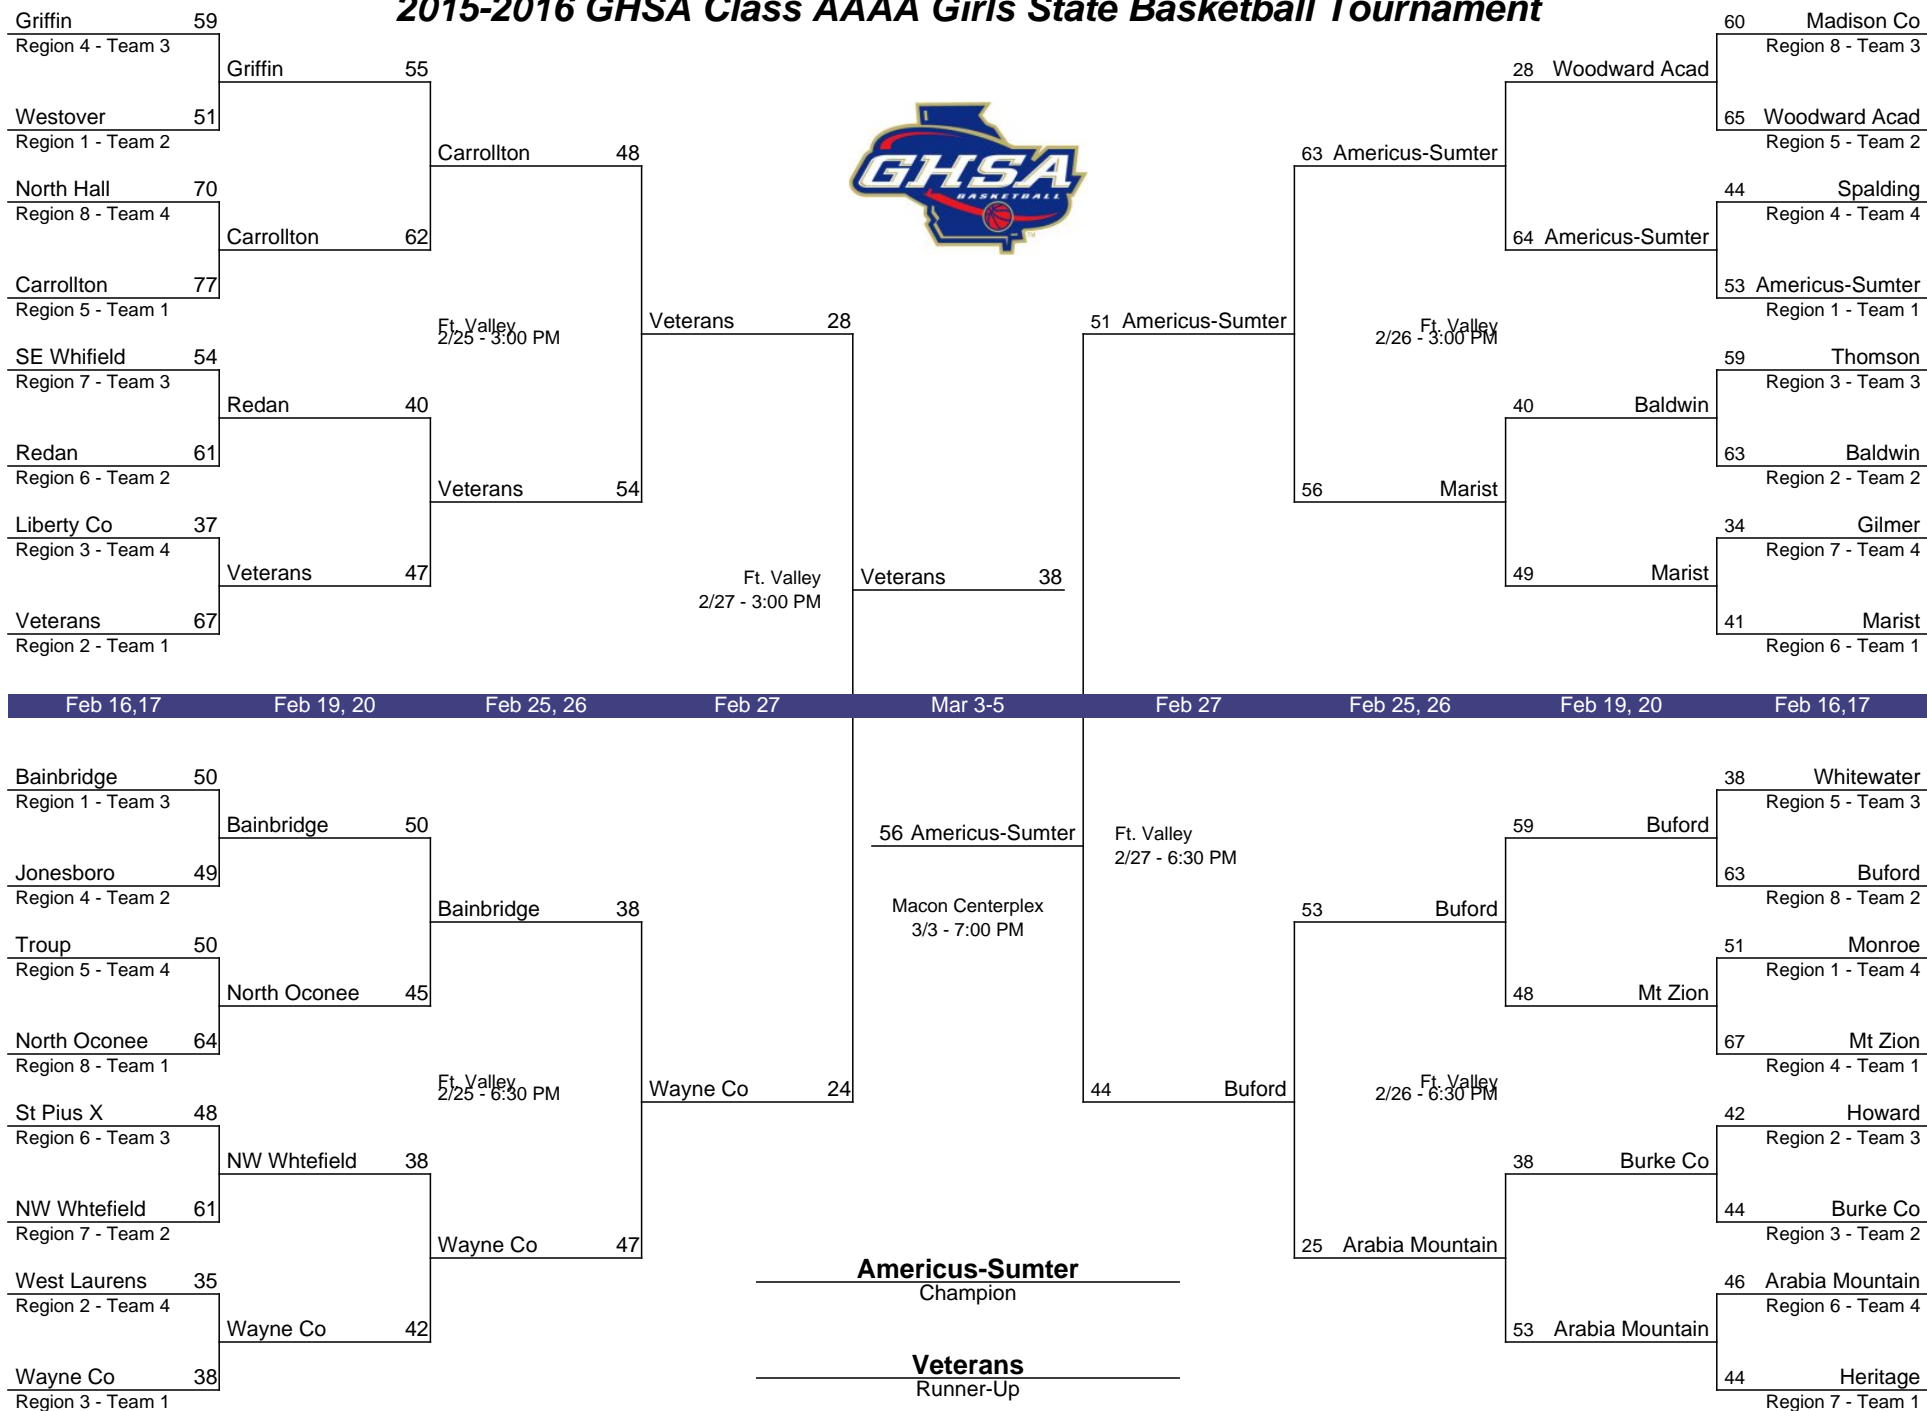 2015-2016 GHSA Class AAAA Girls State Basketball Tournament
Griffin 59
Region 4 - Team 3
Westover 51
Region 1 - Team 2
North Hall 70
Region 8 - Team 4
Carrollton 77
Region 5 - Team 1
SE Whifield 54
Region 7 - Team 3
Redan 61
Region 6 - Team 2
Liberty Co 37
Region 3 - Team 4
Veterans 67
Region 2 - Team 1
Griffin 55
Carrollton 62
Redan 40
Veterans 47
Carrollton 48
Ft. Valley
2/25 - 3:00 PM
Veterans 54
Veterans 28
Ft. Valley
2/27 - 3:00 PM
Veterans 38
GHSA
BASKETBALL
TM
51 Americus-Sumter
63 Americus-Sumter
Ft. Valley
2/26 - 3:00 PM
56 Marist
28 Woodward Acad
64 Americus-Sumter
40 Baldwin
49 Marist
60 Madison Co
Region 8 - Team 3
65 Woodward Acad
Region 5 - Team 2
44 Spalding
Region 4 - Team 4
53 Americus-Sumter
Region 1 - Team 1
59 Thomson
Region 3 - Team 3
63 Baldwin
Region 2 - Team 2
34 Gilmer
Region 7 - Team 4
41 Marist
Region 6 - Team 1
Feb 16,17 Feb 19, 20 Feb 25, 26 Feb 27 Mar 3-5 Feb 27 Feb 25, 26 Feb 19, 20 Feb 16,17
Bainbridge 50
Region 1 - Team 3
Jonesboro 49
Region 4 - Team 2
Troup 50
Region 5 - Team 4
North Oconee 64
Region 8 - Team 1
St Pius X 48
Region 6 - Team 3
NW Whtefield 61
Region 7 - Team 2
West Laurens 35
Region 2 - Team 4
Wayne Co 38
Region 3 - Team 1
Bainbridge 50
North Oconee 45
NW Whtefield 38
Wayne Co 42
Bainbridge 38
Ft. Valley
2/25 - 6:30 PM
Wayne Co 47
Wayne Co 24
56 Americus-Sumter
Macon Centerplex
3/3 - 7:00 PM
Ft. Valley
2/27 - 6:30 PM
44 Buford
53 Buford
Ft. Valley
2/26 - 6:30 PM
25 Arabia Mountain
59 Buford
48 Mt Zion
38 Burke Co
53 Arabia Mountain
38 Whitewater
Region 5 - Team 3
63 Buford
Region 8 - Team 2
51 Monroe
Region 1 - Team 4
67 Mt Zion
Region 4 - Team 1
42 Howard
Region 2 - Team 3
44 Burke Co
Region 3 - Team 2
46 Arabia Mountain
Region 6 - Team 4
44 Heritage
Region 7 - Team 1
Americus-Sumter
Champion
Veterans
Runner-Up